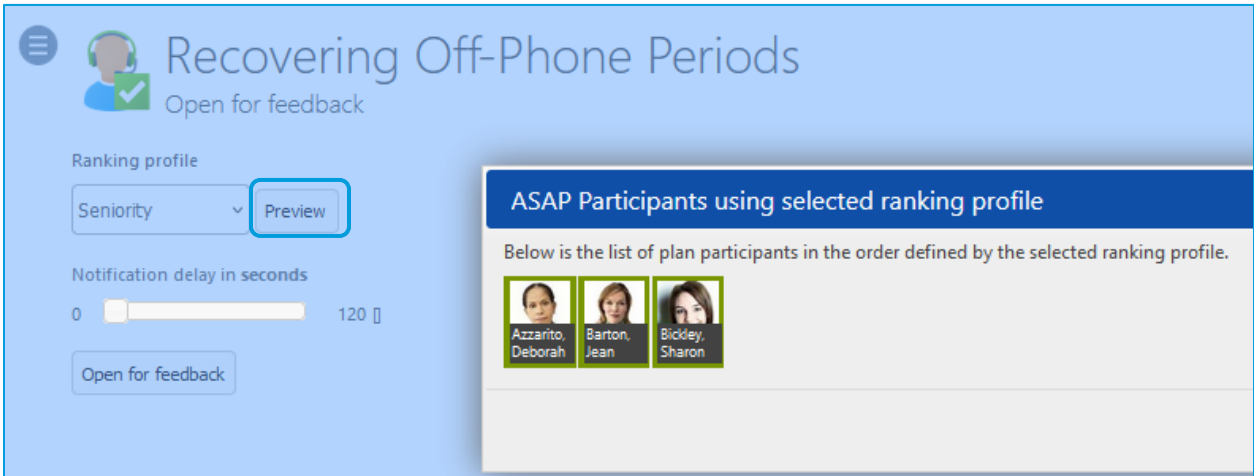 Recovering Off-Phone Periods
Open for feedback
Ranking profile
Seniority
Preview
Notification delay in seconds
0
120 []
Open for feedback
ASAP Participants using selected ranking profile
Below is the list of plan participants in the order defined by the selected ranking profile.
Azzarito,
Deborah
Barton,
Jean
Bickley,
Sharon